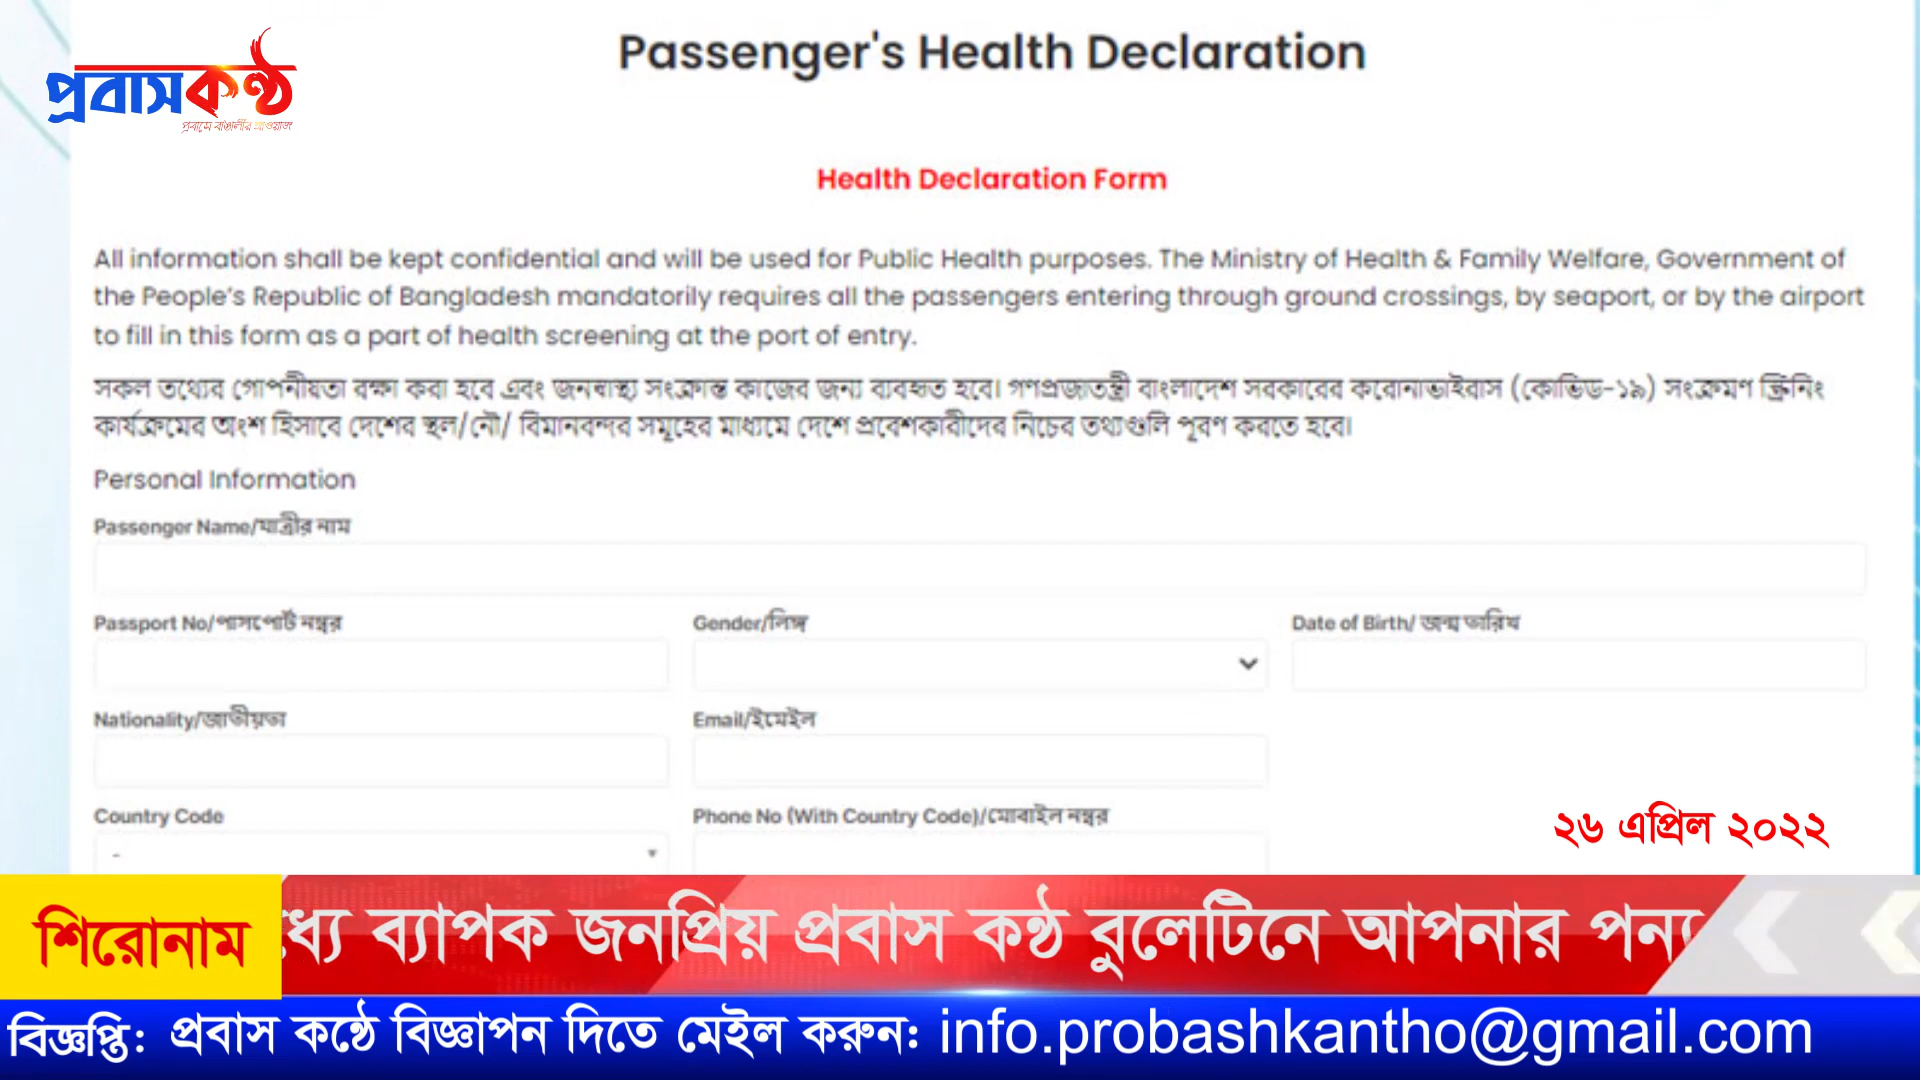 প্রবাসকণ্ঠ
প্রবাসে বাঙালীর আওয়াজ
Passenger's Health Declaration
Health Declaration Form
All information shall be kept confidential and will be used for Public Health purposes. The Ministry of Health & Family Welfare, Government of
the People's Republic of Bangladesh mandatorily requires all the passengers entering through ground crossings, by seaport, or by the airport
to fill in this form as a part of health screening at the port of entry.
সকল তথ্যের গোপনীয়তা রক্ষা করা হবে এবং জনস্বাস্থ্য সংক্রান্ত কাজের জন্য ব্যবহৃত হবে। গণপ্রজাতন্ত্রী বাংলাদেশ সরকারের করোনাভাইরাস (কোভিড-১৯) সংক্রমণ স্ক্রিনিং
কার্যক্রমের অংশ হিসাবে দেশের স্থল/নৌ/ বিমানবন্দর সমূহের মাধ্যমে দেশে প্রবেশকারীদের নিচের তথ্যগুলি পূরণ করতে হবে।
Personal Information
Passenger Name/যাত্রীর নাম
Passport No/পাসপোর্ট নম্বর Gender/লিঙ্গ Date of Birth/ জন্ম তারিখ
Nationality/জাতীয়তা Email/ইমেইল
Country Code Phone No (With Country Code)/মোবাইল নম্বর
-
২৬ এপ্রিল ২০২২
শিরোনাম ধ্যে ব্যাপক জনপ্রিয় প্রবাস কণ্ঠ বুলেটিনে আপনার পন্য
বিজ্ঞপ্তি: প্রবাস কন্ঠে বিজ্ঞাপন দিতে মেইল করুন: info.probashkantho@gmail.com